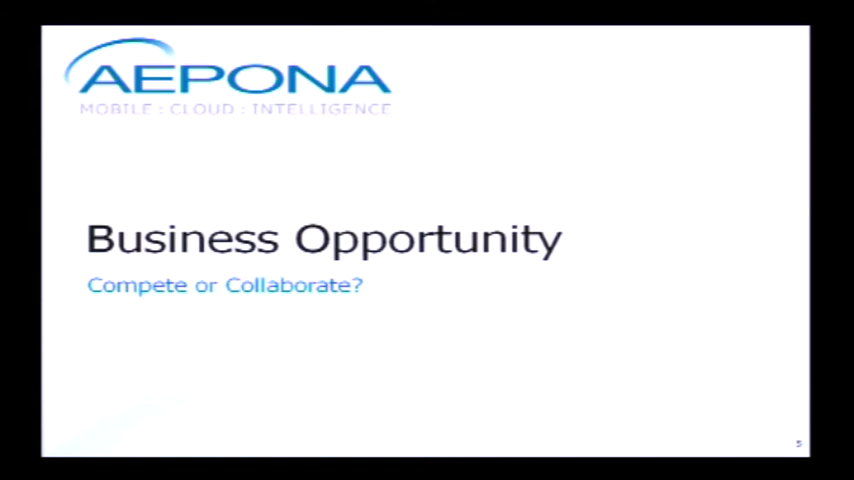 AEPONA
MOBILE : CLOUD : INTELLIGENCE
Business Opportunity
Compete or Collaborate?
5